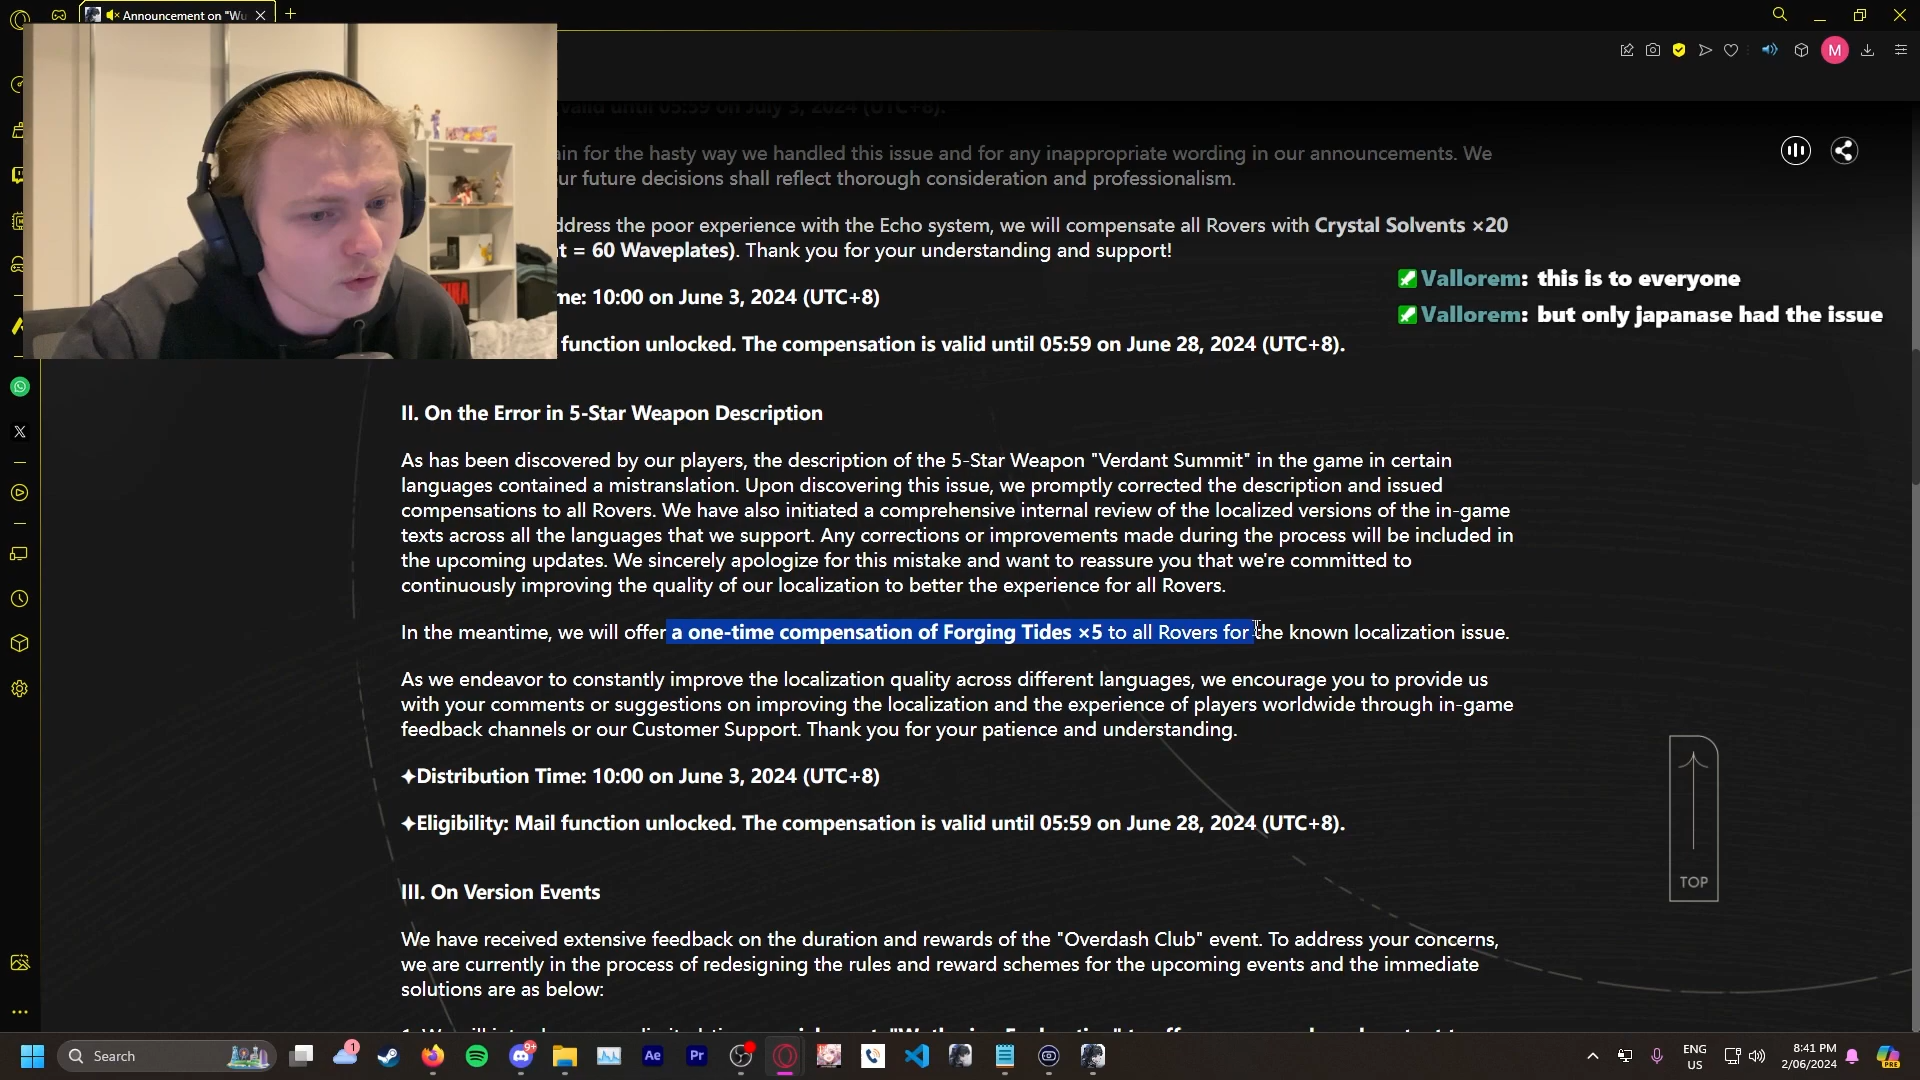 Announcement on "Wu
M
valid until 05:59 on July 3, 2024 (UTC+8).
in for the hasty way we handled this issue and for any inappropriate wording in our announcements. We
ur future decisions shall reflect thorough consideration and professionalism.
ddress the poor experience with the Echo system, we will compensate all Rovers with Crystal Solvents ×20
t = 60 Waveplates). Thank you for your understanding and support!
Vallorem: this is to everyone
me: 10:00 on June 3, 2024 (UTC+8)
Vallorem: but only japanase had the issue
function unlocked. The compensation is valid until 05:59 on June 28, 2024 (UTC+8).
II. On the Error in 5-Star Weapon Description
As has been discovered by our players, the description of the 5-Star Weapon "Verdant Summit" in the game in certain
languages contained a mistranslation. Upon discovering this issue, we promptly corrected the description and issued
compensations to all Rovers. We have also initiated a comprehensive internal review of the localized versions of the in-game
texts across all the languages that we support. Any corrections or improvements made during the process will be included in
the upcoming updates. We sincerely apologize for this mistake and want to reassure you that we're committed to
continuously improving the quality of our localization to better the experience for all Rovers.
In the meantime, we will offer a one-time compensation of Forging Tides ×5 to all Rovers for the known localization issue.
As we endeavor to constantly improve the localization quality across different languages, we encourage you to provide us
with your comments or suggestions on improving the localization and the experience of players worldwide through in-game
feedback channels or our Customer Support. Thank you for your patience and understanding.
✦Distribution Time: 10:00 on June 3, 2024 (UTC+8)
✦Eligibility: Mail function unlocked. The compensation is valid until 05:59 on June 28, 2024 (UTC+8).
TOP
III. On Version Events
We have received extensive feedback on the duration and rewards of the "Overdash Club" event. To address your concerns,
we are currently in the process of redesigning the rules and reward schemes for the upcoming events and the immediate
solutions are as below:
Search
1
9+
Ae
Pr
ENG
US
8:41 PM
2/06/2024
PRE